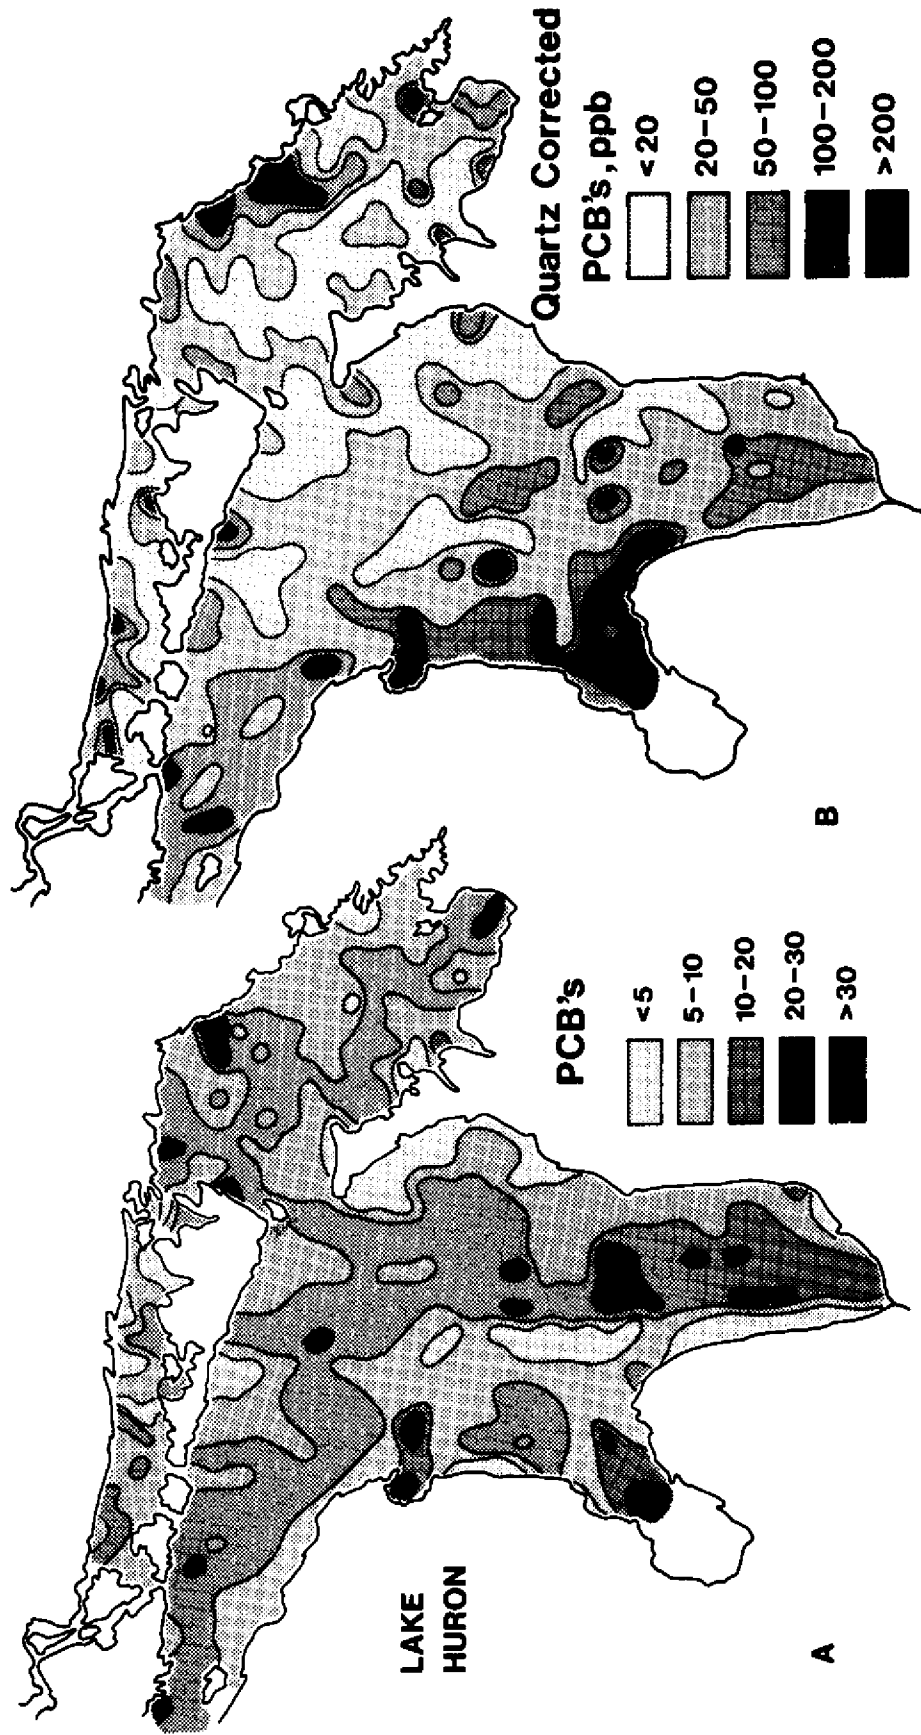 LAKE
HURON
A
PCB's
<5
5-10
10-20
20-30
>30
B
Quartz Corrected
PCB's, ppb
<20
20-50
50-100
100-200
>200